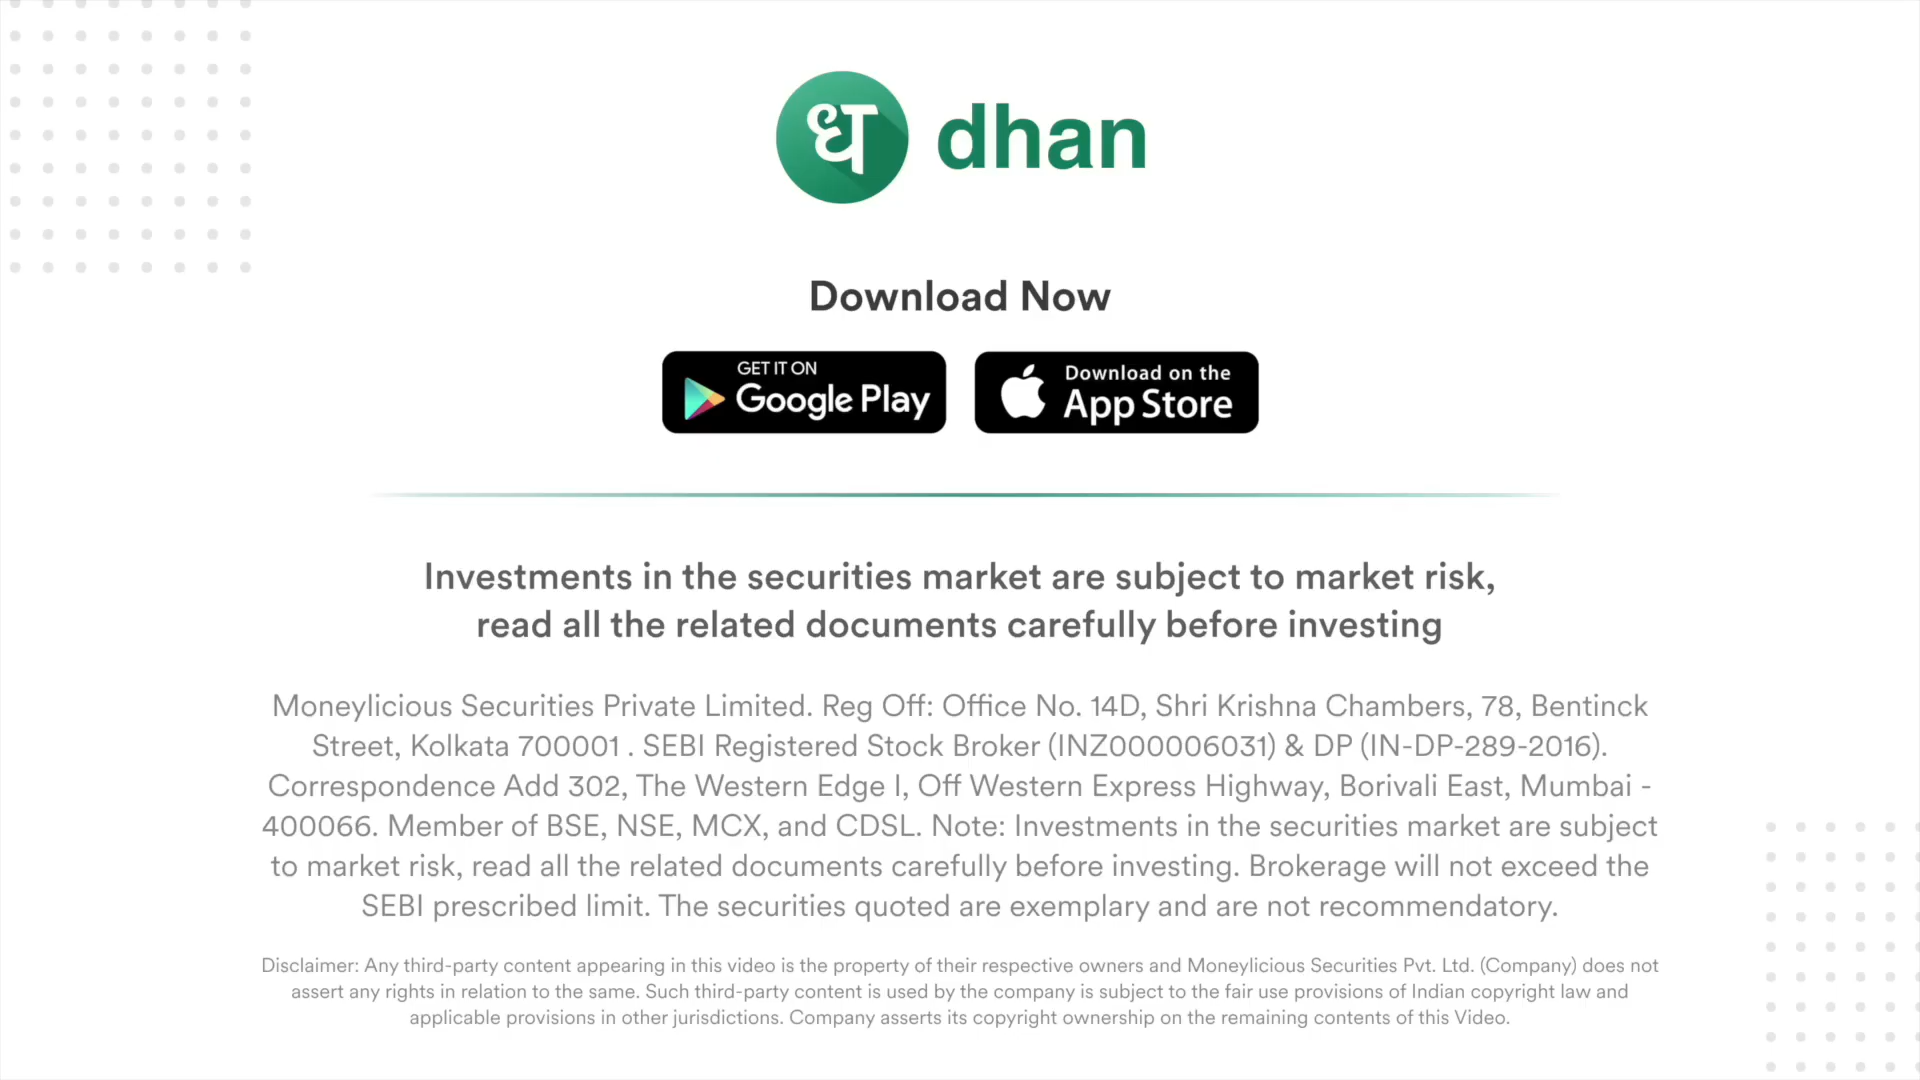 ध dhan
Download Now
GET IT ON
Google Play
Download on the
App Store
Investments in the securities market are subject to market risk,
read all the related documents carefully before investing
Moneylicious Securities Private Limited. Reg Off: Office No. 14D, Shri Krishna Chambers, 78, Bentinck
Street, Kolkata 700001 . SEBI Registered Stock Broker (INZ000006031) & DP (IN-DP-289-2016).
Correspondence Add 302, The Western Edge I, Off Western Express Highway, Borivali East, Mumbai -
400066. Member of BSE, NSE, MCX, and CDSL. Note: Investments in the securities market are subject
to market risk, read all the related documents carefully before investing. Brokerage will not exceed the
SEBI prescribed limit. The securities quoted are exemplary and are not recommendatory.
Disclaimer: Any third-party content appearing in this video is the property of their respective owners and Moneylicious Securities Pvt. Ltd. (Company) does not
assert any rights in relation to the same. Such third-party content is used by the company is subject to the fair use provisions of Indian copyright law and
applicable provisions in other jurisdictions. Company asserts its copyright ownership on the remaining contents of this Video.